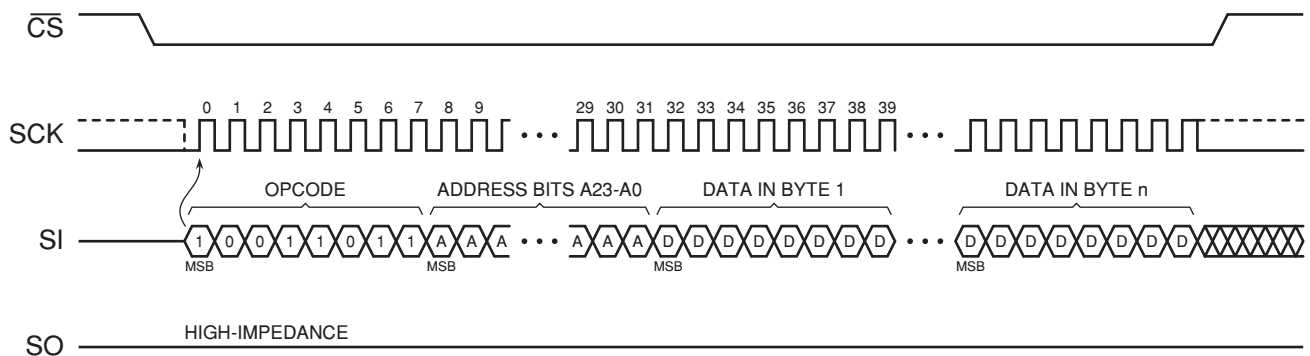 CS
SCK
0 1 2 3 4 5 6 7 8 9 29 30 31 32 33 34 35 36 37 38 39
OPCODE ADDRESS BITS A23-A0 DATA IN BYTE 1 DATA IN BYTE n
SI 1 0 0 1 1 0 1 1 A A A A A A D D D D D D D D D D D D D D D D
MSB MSB MSB MSB
HIGH-IMPEDANCE
SO